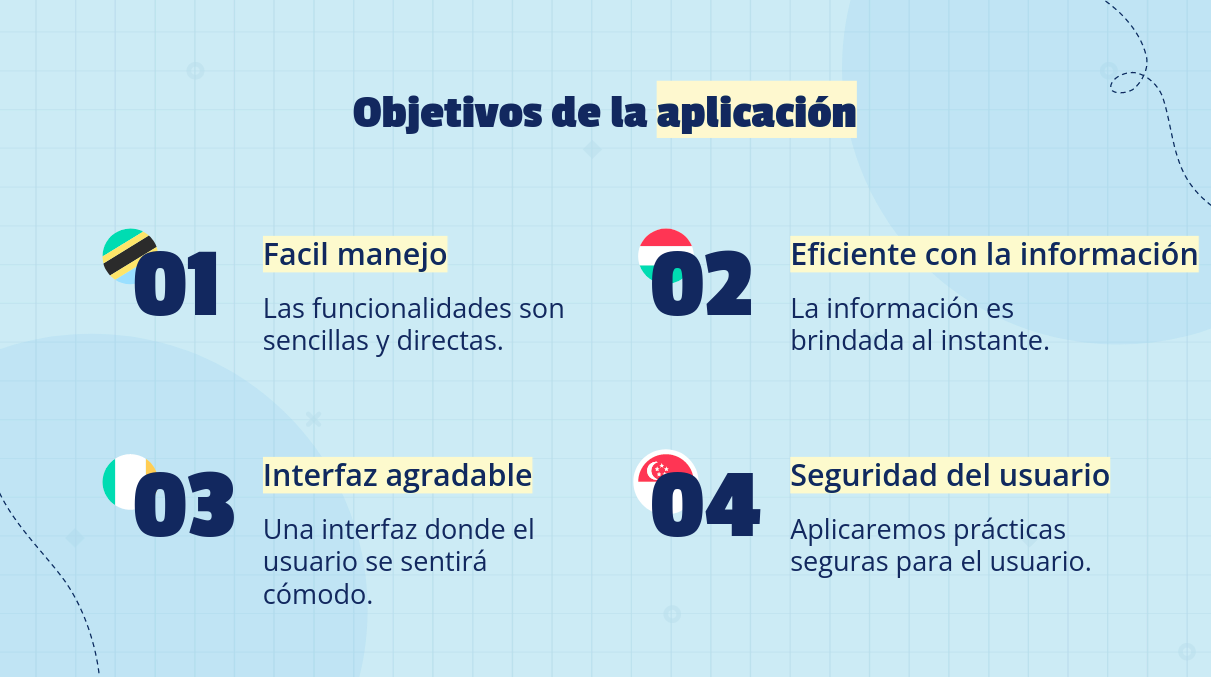 Objetivos de la aplicación
01
Facil manejo
Las funcionalidades son
sencillas y directas.
02
Eficiente con la información
La información es
brindada al instante.
03
Interfaz agradable
Una interfaz donde el
usuario se sentirá
cómodo.
04
Seguridad del usuario
Aplicaremos prácticas
seguras para el usuario.